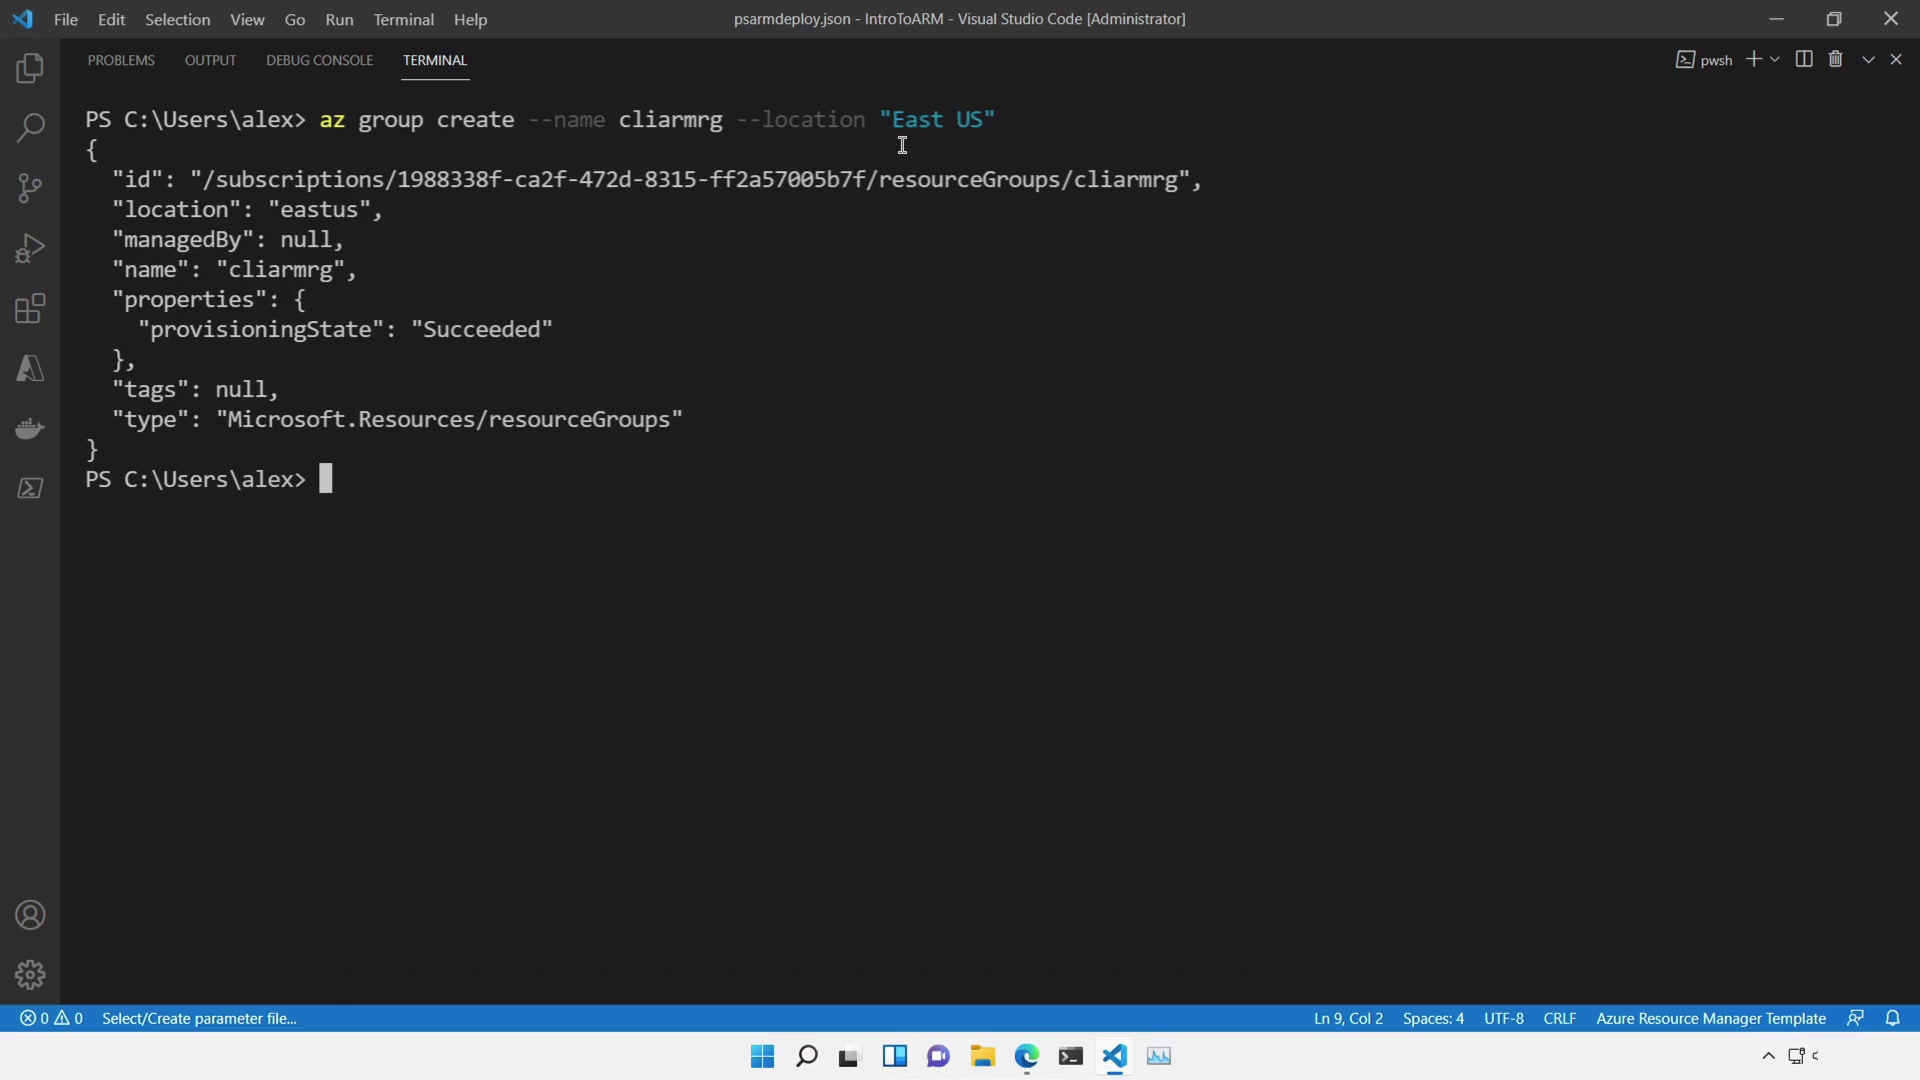 File Edit Selection View Go Run Terminal Help
psarmdeploy.json - IntroToARM - Visual Studio Code [Administrator]
PROBLEMS OUTPUT DEBUG CONSOLE TERMINAL
pwsh
PS C:\Users\alex> az group create --name cliarmrg --location "East US"
{
"id": "/subscriptions/1988338f-ca2f-472d-8315-ff2a57005b7f/resourceGroups/cliarmrg",
"location": "eastus",
"managedBy": null,
"name": "cliarmrg",
"properties": {
"provisioningState": "Succeeded"
},
"tags": null,
"type": "Microsoft.Resources/resourceGroups"
}
PS C:\Users\alex>
0 0 Select/Create parameter file...
Ln 9, Col 2 Spaces: 4 UTF-8 CRLF Azure Resource Manager Template